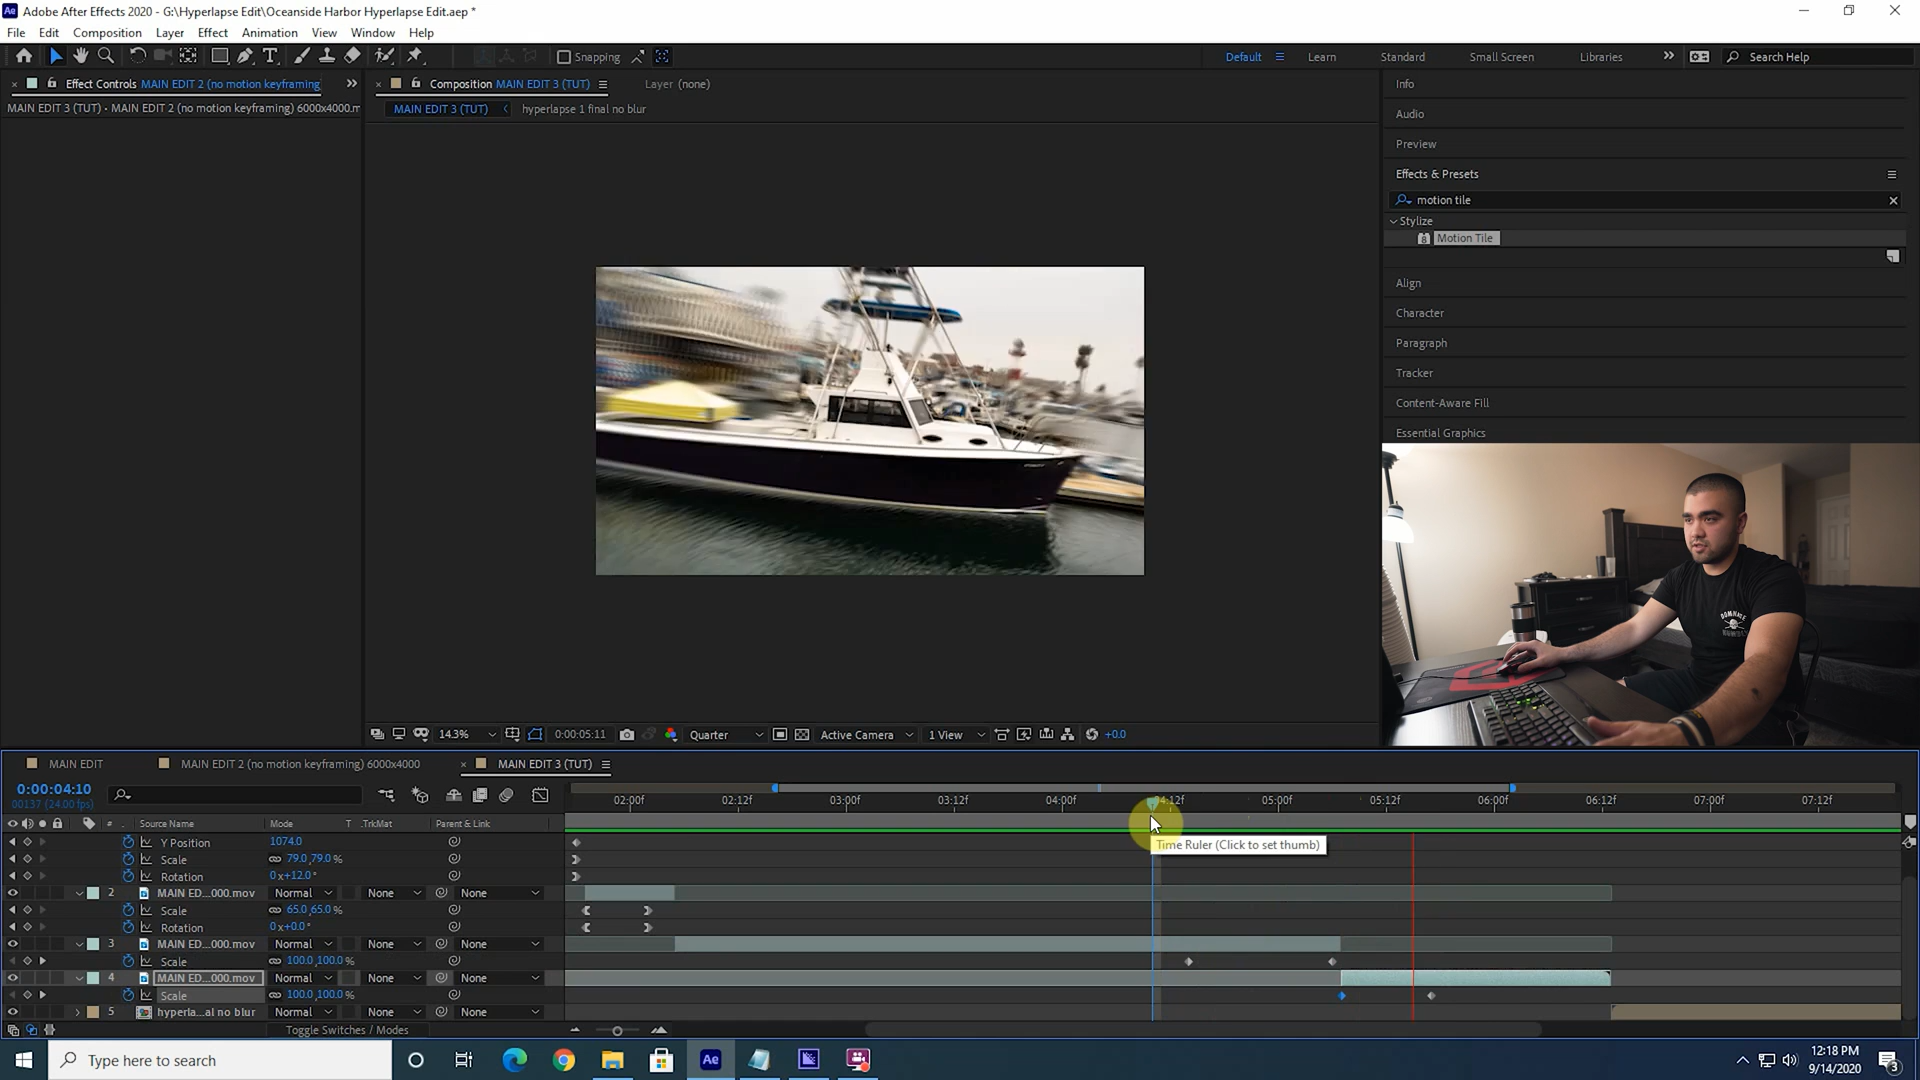 Adobe After Effects 2020 - G:\Hyperlapse Edit\Oceanside Harbor Hyperlapse Edit.aep *
File Edit Composition Layer Effect Animation View Window Help
Snapping
Default Learn Standard Small Screen Libraries Search Help
Effect Controls MAIN EDIT 2 (no motion keyframing)
MAIN EDIT 3 (TUT) • MAIN EDIT 2 (no motion keyframing) 6000x4000.m
Composition MAIN EDIT 3 (TUT) Layer (none)
MAIN EDIT 3 (TUT) hyperlapse 1 final no blur
Info
Audio
Preview
Effects & Presets
motion tile
Stylize
Motion Tile
Align
Character
Paragraph
Tracker
Content-Aware Fill
Essential Graphics
14.3% 0:00:05:11 Quarter Active Camera 1 View +0.0
MAIN EDIT MAIN EDIT 2 (no motion keyframing) 6000x4000 MAIN EDIT 3 (TUT)
0:00:04:10
00137 (24.00 fps)
02:00f 02:12f 03:00f 03:12f 04:00f 04:12f 05:00f 05:12f 06:00f 06:12f 07:00f 07:12f
# Source Name Mode T .TrkMat Parent & Link
Time Ruler (Click to set thumb)
Y Position 1074.0
Scale 79.0,79.0%
Rotation 0x+12.0°
2 MAIN ED...000.mov Normal None None
Scale 65.0,65.0%
Rotation 0x+0.0°
3 MAIN ED...000.mov Normal None None
Scale 100.0,100.0%
4 MAIN ED...000.mov Normal None None
Scale 100.0,100.0%
5 hyperla...al no blur Normal None None
Toggle Switches / Modes
Type here to search
12:18 PM
9/14/2020
3